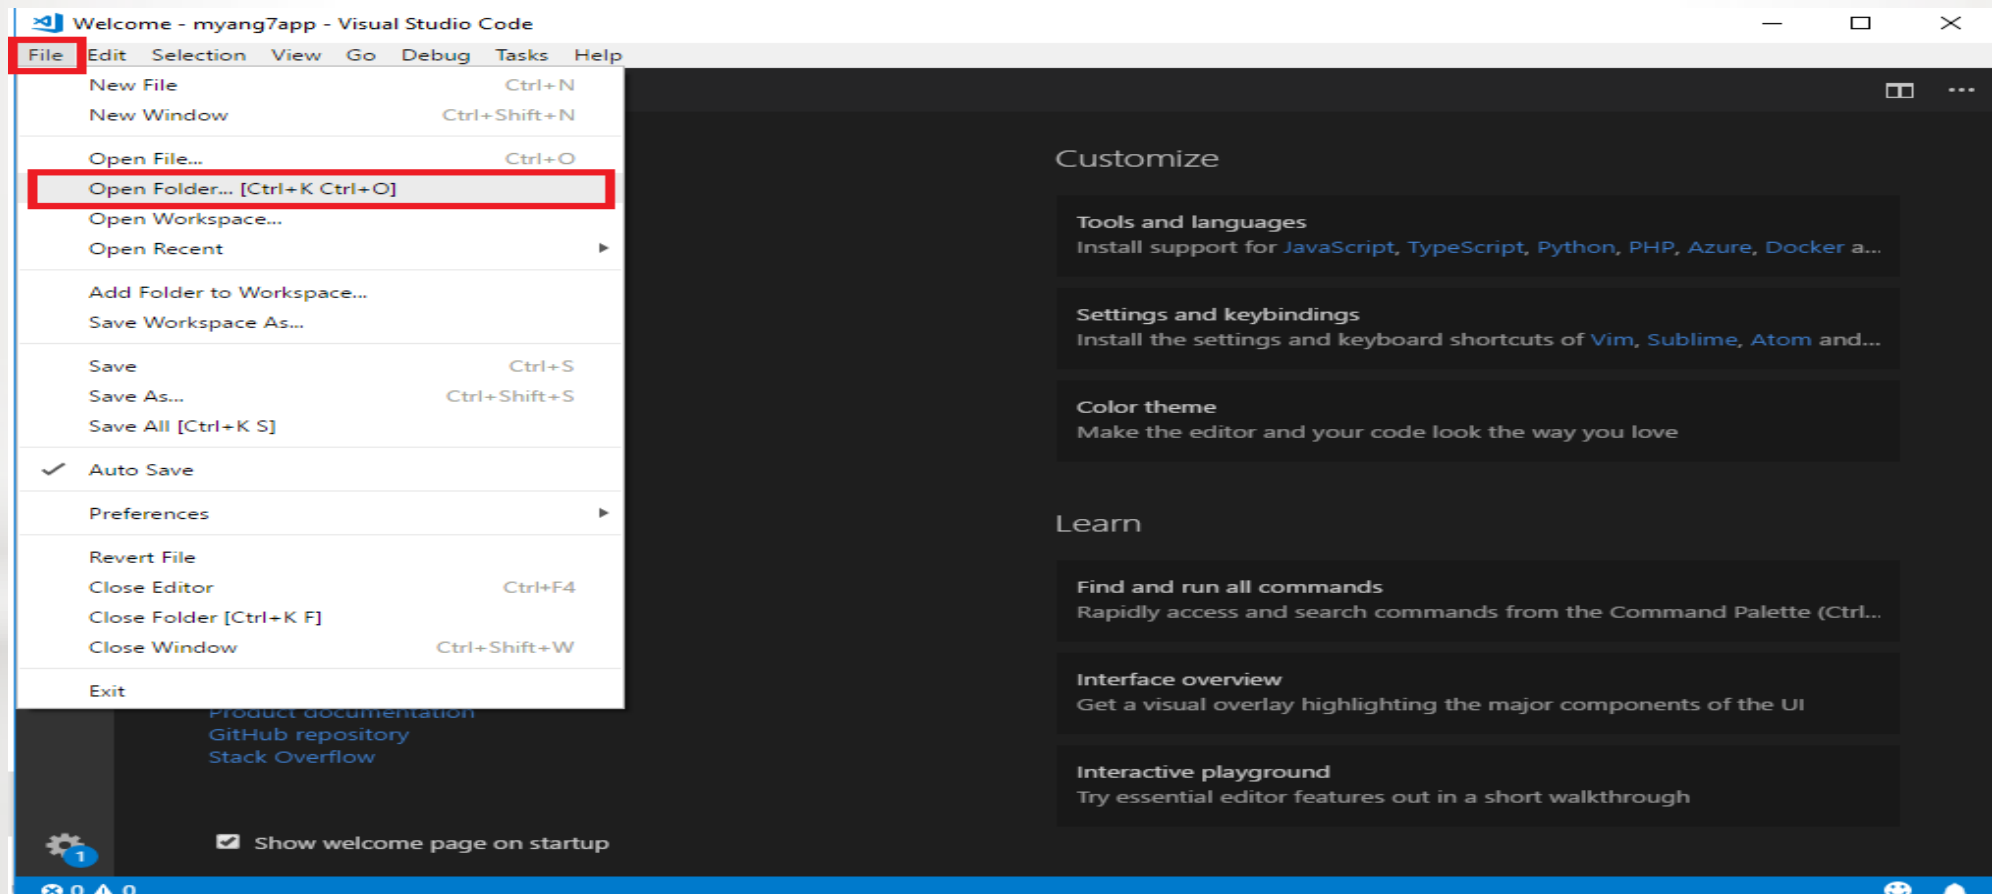 Welcome - myang7app - Visual Studio Code
File Edit Selection View Go Debug Tasks Help
New File Ctrl+N
New Window Ctrl+Shift+N
Open File... Ctrl+O
Open Folder... [Ctrl+K Ctrl+O]
Open Workspace...
Open Recent
Add Folder to Workspace...
Save Workspace As...
Save Ctrl+S
Save As... Ctrl+Shift+S
Save All [Ctrl+K S]
Auto Save
Preferences
Revert File
Close Editor Ctrl+F4
Close Folder [Ctrl+K F]
Close Window Ctrl+Shift+W
Exit
Product documentation
GitHub repository
Stack Overflow
Show welcome page on startup
1
Customize
Tools and languages
Install support for JavaScript, TypeScript, Python, PHP, Azure, Docker a...
Settings and keybindings
Install the settings and keyboard shortcuts of Vim, Sublime, Atom and...
Color theme
Make the editor and your code look the way you love
Learn
Find and run all commands
Rapidly access and search commands from the Command Palette (Ctrl...
Interface overview
Get a visual overlay highlighting the major components of the UI
Interactive playground
Try essential editor features out in a short walkthrough
0 0